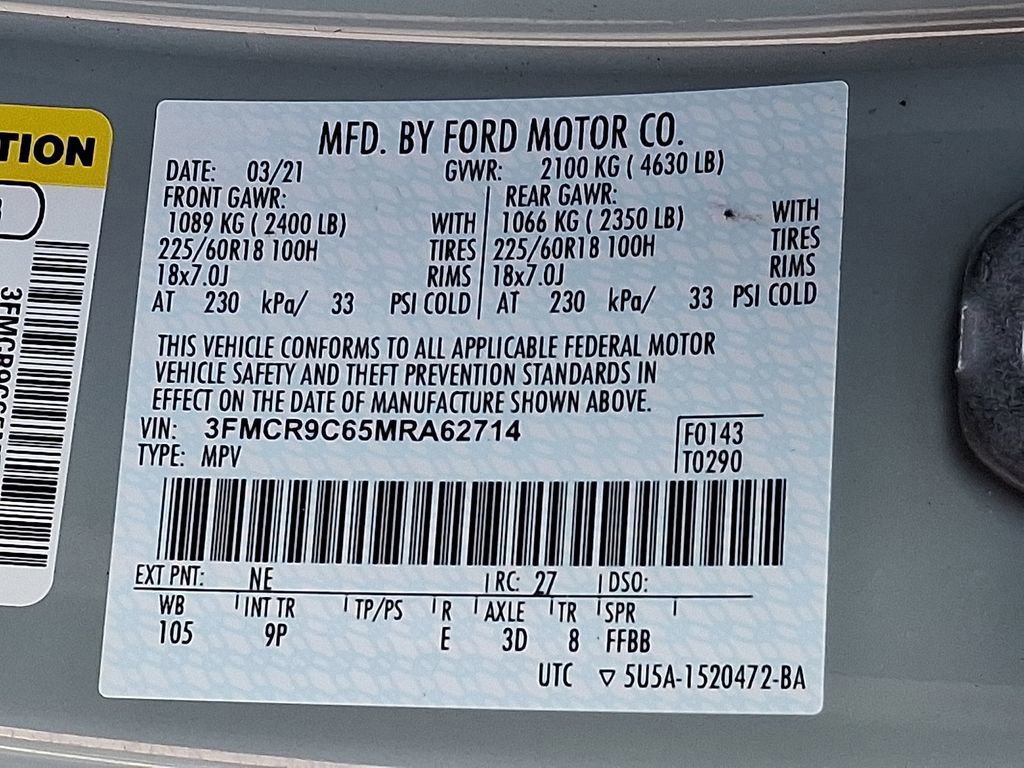 MFD. BY FORD MOTOR CO.
DATE: 03/21 GVWR: 2100 KG ( 4630 LB)
FRONT GAWR: REAR GAWR:
1089 KG ( 2400 LB) WITH 1066 KG ( 2350 LB) WITH
225/60R18 100H TIRES 225/60R18 100H TIRES
18x7.0J RIMS 18x7.0J RIMS
AT 230 kPa/ 33 PSI COLD AT 230 kPa/ 33 PSI COLD
THIS VEHICLE CONFORMS TO ALL APPLICABLE FEDERAL MOTOR
VEHICLE SAFETY AND THEFT PREVENTION STANDARDS IN
EFFECT ON THE DATE OF MANUFACTURE SHOWN ABOVE.
VIN: 3FMCR9C65MRA62714
TYPE: MPV
F0143
T0290
EXT PNT: NE RC: 27 DSO:
WB INT TR TP/PS R AXLE TR SPR
105 9P E 3D 8 FFBB
UTC ▽ 5U5A-1520472-BA
TION